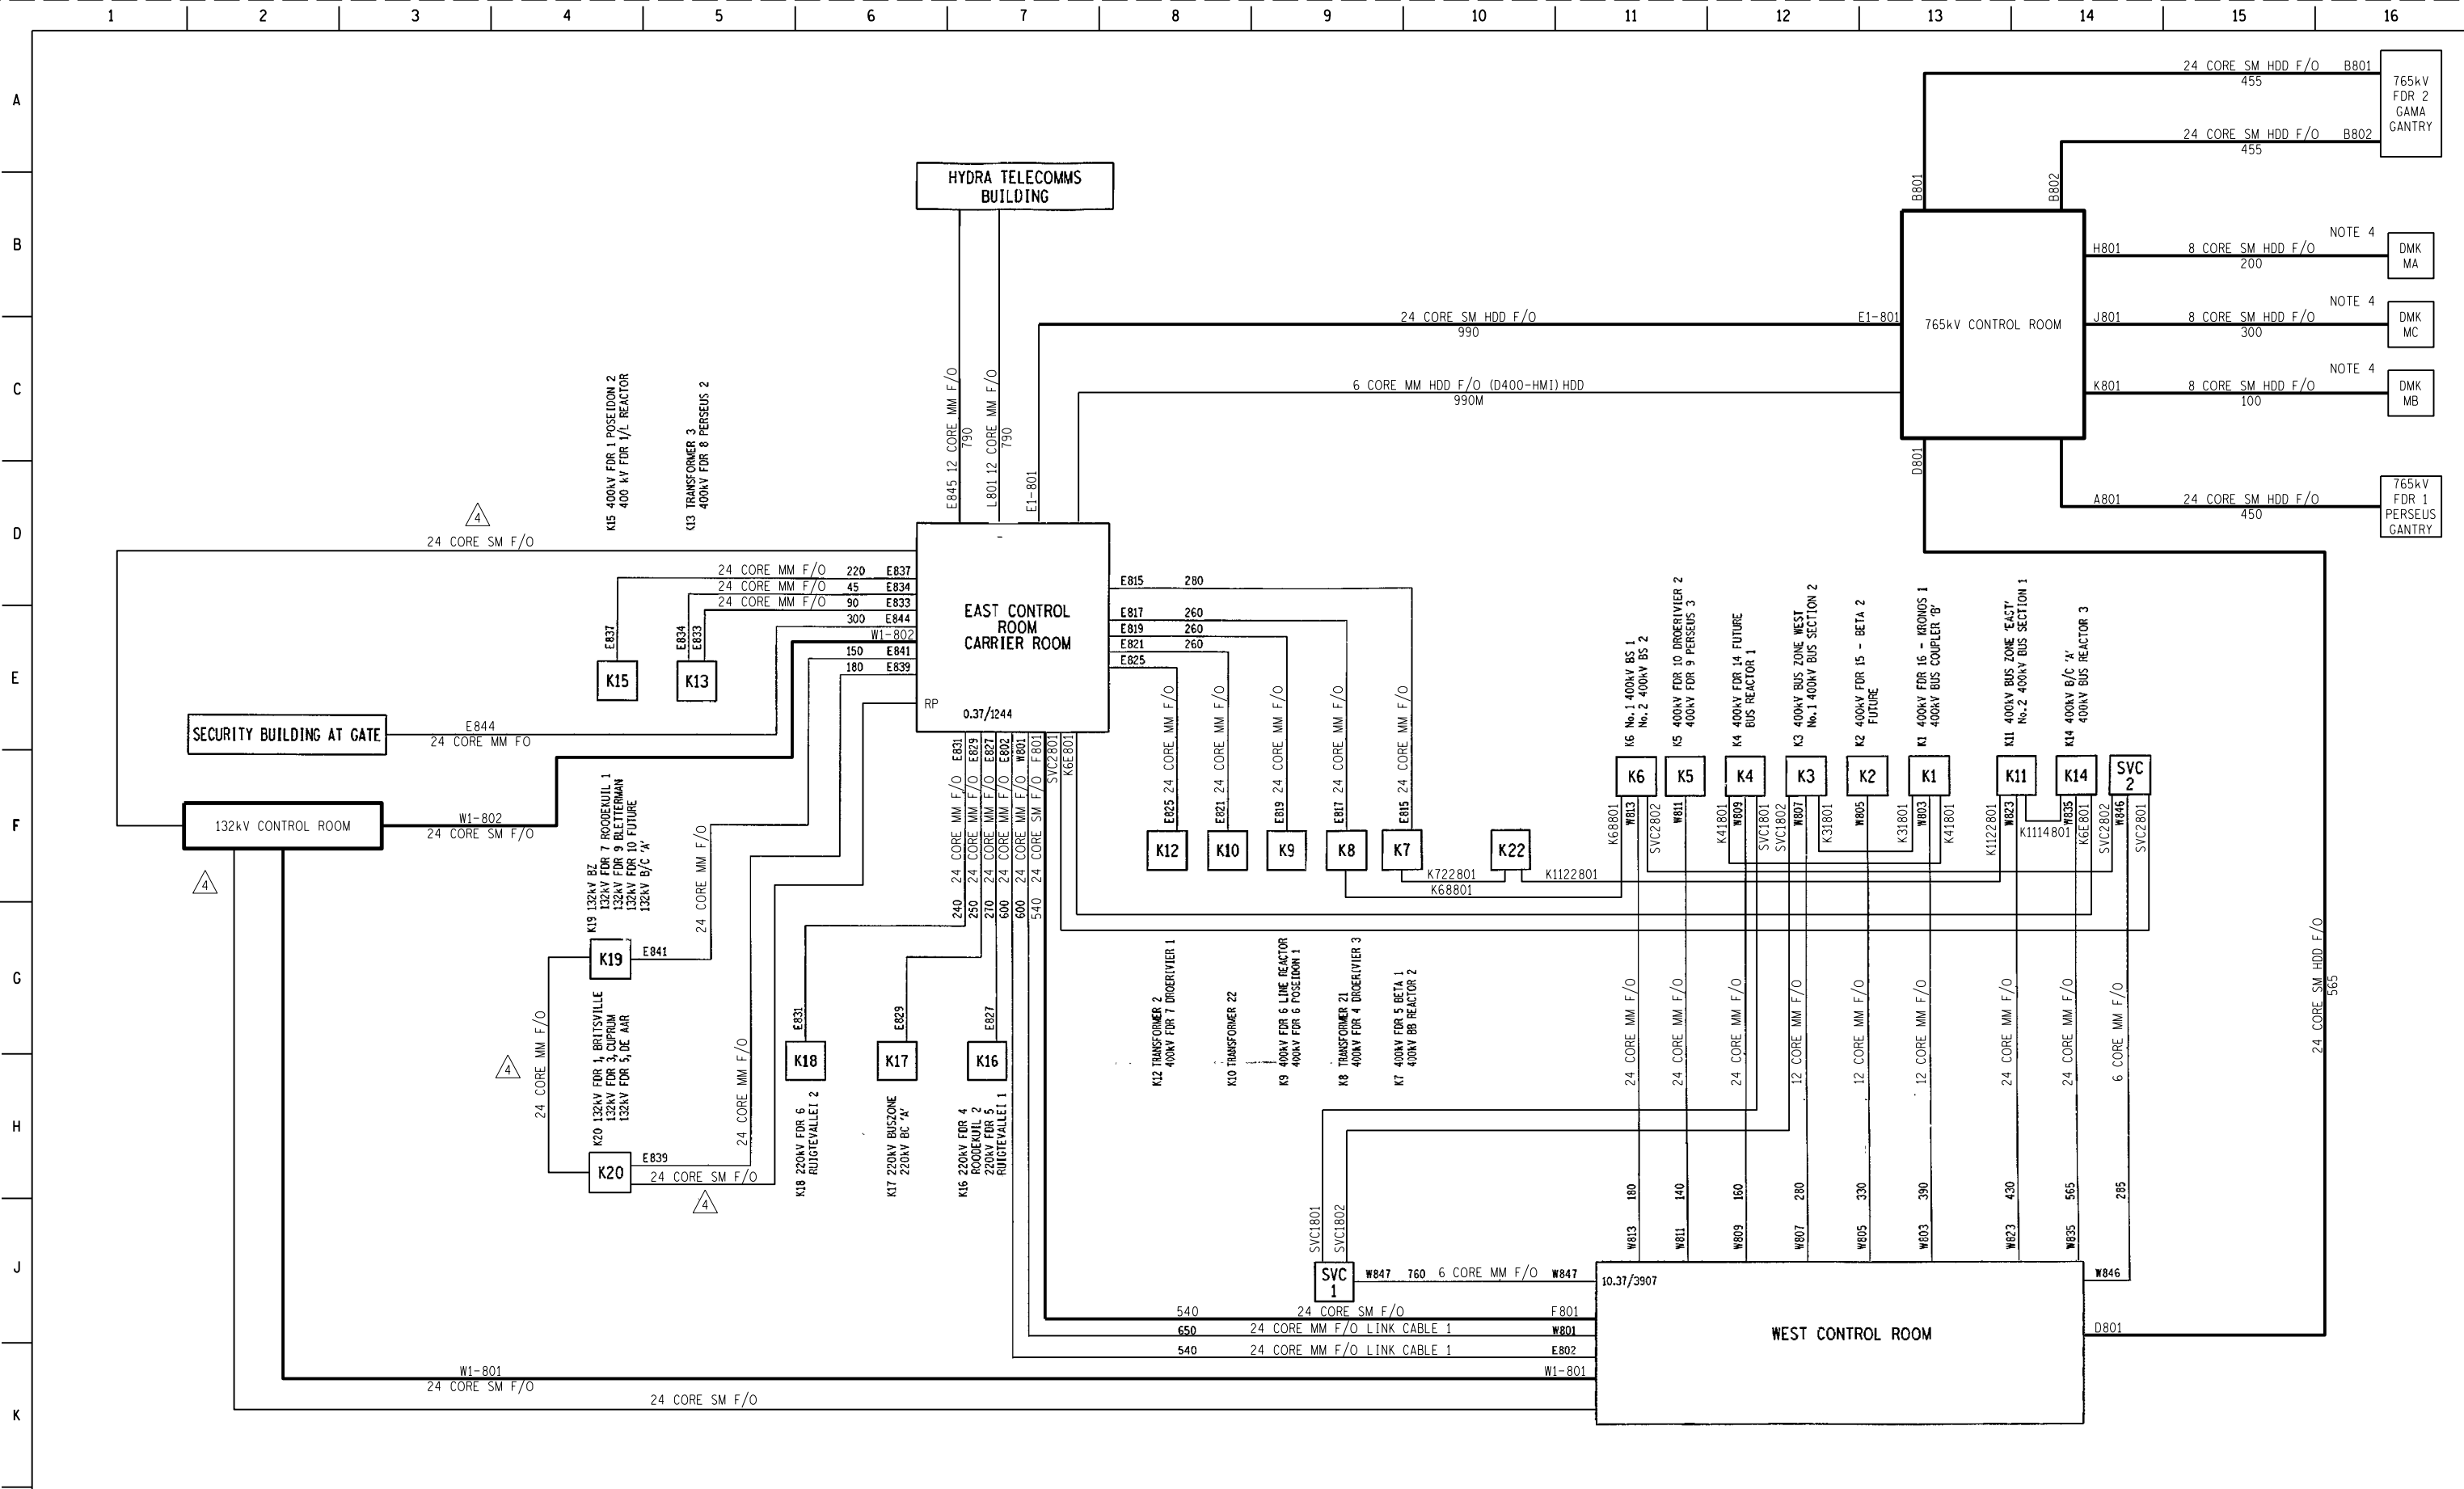 1 2 3 4 5 6 7 8 9 10 11 12 13 14 15 16
A
B
C
D
E
F
G
H
J
K
24 CORE SM HDD F/O B801
455
765kV
FDR 2
GAMA
GANTRY
24 CORE SM HDD F/O B802
455
B801
B802
HYDRA TELECOMMS
BUILDING
NOTE 4
H801 8 CORE SM HDD F/O
200
DMK
MA
NOTE 4
J801 8 CORE SM HDD F/O
300
DMK
MC
NOTE 4
K801 8 CORE SM HDD F/O
100
DMK
MB
24 CORE SM HDD F/O E1-801
990
765kV CONTROL ROOM
6 CORE MM HDD F/O (D400-HMI) HDD
990M
E845 12 CORE MM F/O
790
L801 12 CORE MM F/O
790
E1-801
D801
A801 24 CORE SM HDD F/O
450
765kV
FDR 1
PERSEUS
GANTRY
K15 400kV FDR 1 POSEIDON 2
400 kV FDR 1/L REACTOR
K13 TRANSFORMER 3
400kV FDR 8 PERSEUS 2
4
24 CORE SM F/O
24 CORE MM F/O 220 E837
24 CORE MM F/O 45 E834
24 CORE MM F/O 90 E833
300 E844
W1-802
150 E841
180 E839
RP
EAST CONTROL
ROOM
CARRIER ROOM
0.37/1244
E815 280
E817 260
E819 260
E821 260
E825
E837
E834
E833
K15
K13
SECURITY BUILDING AT GATE
E844
24 CORE MM FO
132kV CONTROL ROOM
W1-802
24 CORE SM F/O
4
K19 132kV BZ
132kV FDR 7 ROODEKUIL 1
132kV FDR 9 BLETTERMAN
132kV FDR 10 FUTURE
132kV B/C 'A'
24 CORE MM F/O
K19
E841
24 CORE MM F/O
4
K20 132kV FDR 1, BRITSVILLE
132kV FDR 3, CUPRUM
132kV FDR 5, DE AAR
24 CORE MM F/O
K20
E839
24 CORE SM F/O
4
240 24 CORE MM F/O E831
250 24 CORE MM F/O E829
270 24 CORE MM F/O E827
600 24 CORE MM F/O E802
600 24 CORE MM F/O W801
540 24 CORE SM F/O F801
SVC2801
K6E801
E831
E829
E827
K18
K17
K16
K18 220kV FDR 6
RUIGTEVALLEI 2
K17 220kV BUSZONE
220kV BC 'A'
K16 220kV FDR 4
ROODEKUIL 2
220kV FDR 5
RUIGTEVALLEI 1
E825 24 CORE MM F/O
E821 24 CORE MM F/O
E819 24 CORE MM F/O
E817 24 CORE MM F/O
E815 24 CORE MM F/O
K12
K10
K9
K8
K7
K22
K722801
K68801
K1122801
K12 TRANSFORMER 2
400kV FDR 7 DROERIVIER 1
K10 TRANSFORMER 22
K9 400kV FDR 6 LINE REACTOR
400kV FDR 6 POSEIDON 1
K8 TRANSFORMER 21
400kV FDR 4 DROERIVIER 3
K7 400kV FDR 5 BETA 1
400kV BB REACTOR 2
K6 No.1 400kV BS 1
No.2 400kV BS 2
K5 400kV FDR 10 DROERIVIER 2
400kV FDR 9 PERSEUS 3
K4 400kV FDR 14 FUTURE
BUS REACTOR 1
K3 400kV BUS ZONE WEST
No.1 400kV BUS SECTION 2
K2 400kV FDR 15 - BETA 2
FUTURE
K1 400kV FDR 16 - KRONOS 1
400kV BUS COUPLER 'B'
K11 400kV BUS ZONE 'EAST'
No.2 400kV BUS SECTION 1
K14 400kV B/C 'A'
400kV BUS REACTOR 3
K6
K5
K4
K3
K2
K1
K11
K14
SVC
2
K68801
W813
SVC2802
W811
K41801
W809
SVC1801
SVC1802
W807
K31801
W805
K31801
W803
K41801
K1122801
W823
K1114801
W835
K6E801
SVC2802
W846
SVC2801
24 CORE MM F/O
24 CORE MM F/O
24 CORE MM F/O
12 CORE MM F/O
12 CORE MM F/O
12 CORE MM F/O
24 CORE MM F/O
24 CORE MM F/O
6 CORE MM F/O
24 CORE SM HDD F/O
565
180
140
160
280
330
390
430
565
285
W813
W811
W809
W807
W805
W803
W823
W835
SVC1801
SVC1802
SVC
1
W847 760 6 CORE MM F/O W847
10.37/3907
W846
WEST CONTROL ROOM
D801
540 24 CORE SM F/O F801
650 24 CORE MM F/O LINK CABLE 1 W801
540 24 CORE MM F/O LINK CABLE 1 E802
W1-801
W1-801
24 CORE SM F/O
24 CORE SM F/O